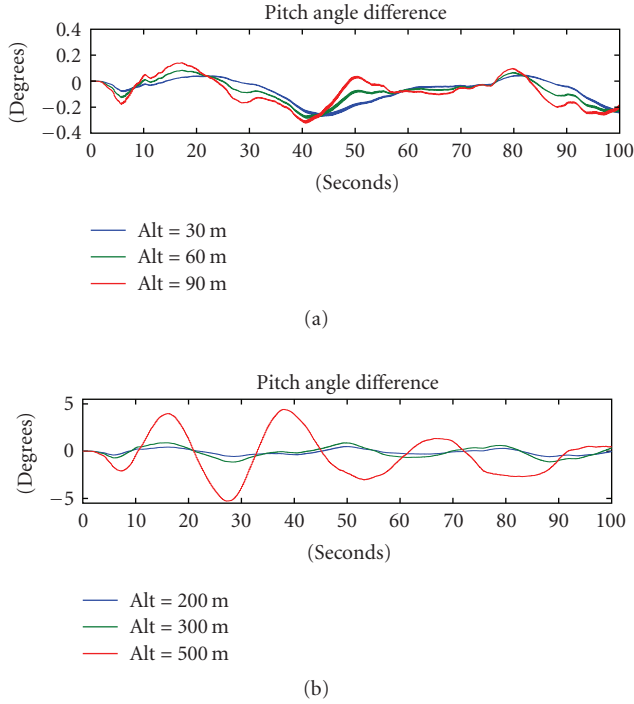 Pitch angle difference
0.4
0.2
0
−0.2
−0.4
(Degrees)
0 10 20 30 40 50 60 70 80 90 100
(Seconds)
Alt = 30 m
Alt = 60 m
Alt = 90 m
(a)
Pitch angle difference
5
0
−5
(Degrees)
0 10 20 30 40 50 60 70 80 90 100
(Seconds)
Alt = 200 m
Alt = 300 m
Alt = 500 m
(b)